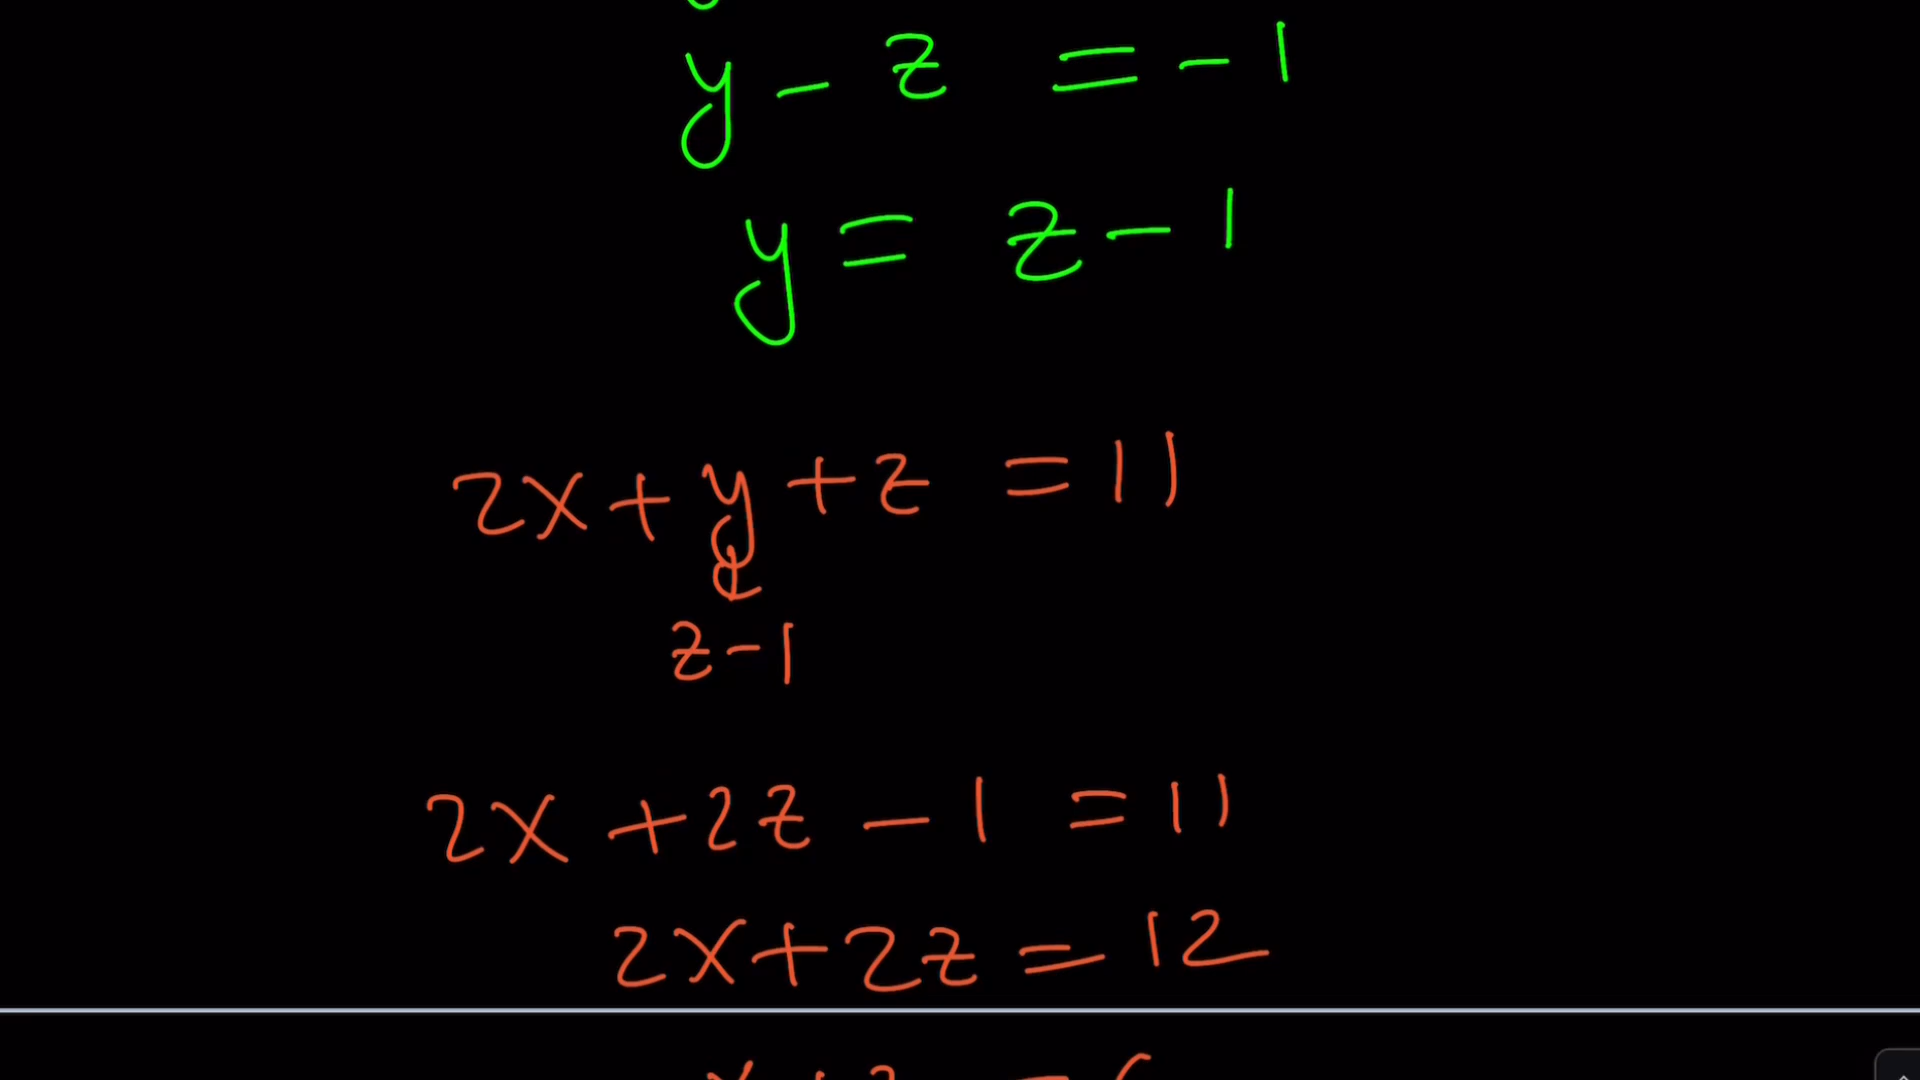 y - z = -1
y = z - 1
2x + y + z = 11
z - 1
2x + 2z - 1 = 11
2x + 2z = 12